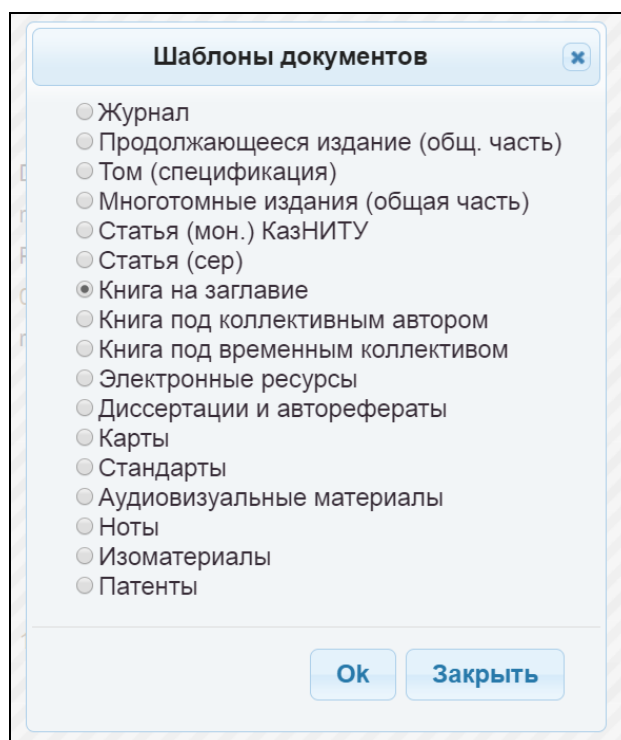 Шаблоны документов
Журнал
Продолжающееся издание (общ. часть)
Том (спецификация)
Многотомные издания (общая часть)
Статья (мон.) КазНИТУ
Статья (сер)
Книга на заглавие
Книга под коллективным автором
Книга под временным коллективом
Электронные ресурсы
Диссертации и авторефераты
Карты
Стандарты
Аудиовизуальные материалы
Ноты
Изоматериалы
Патенты
Ok Закрыть